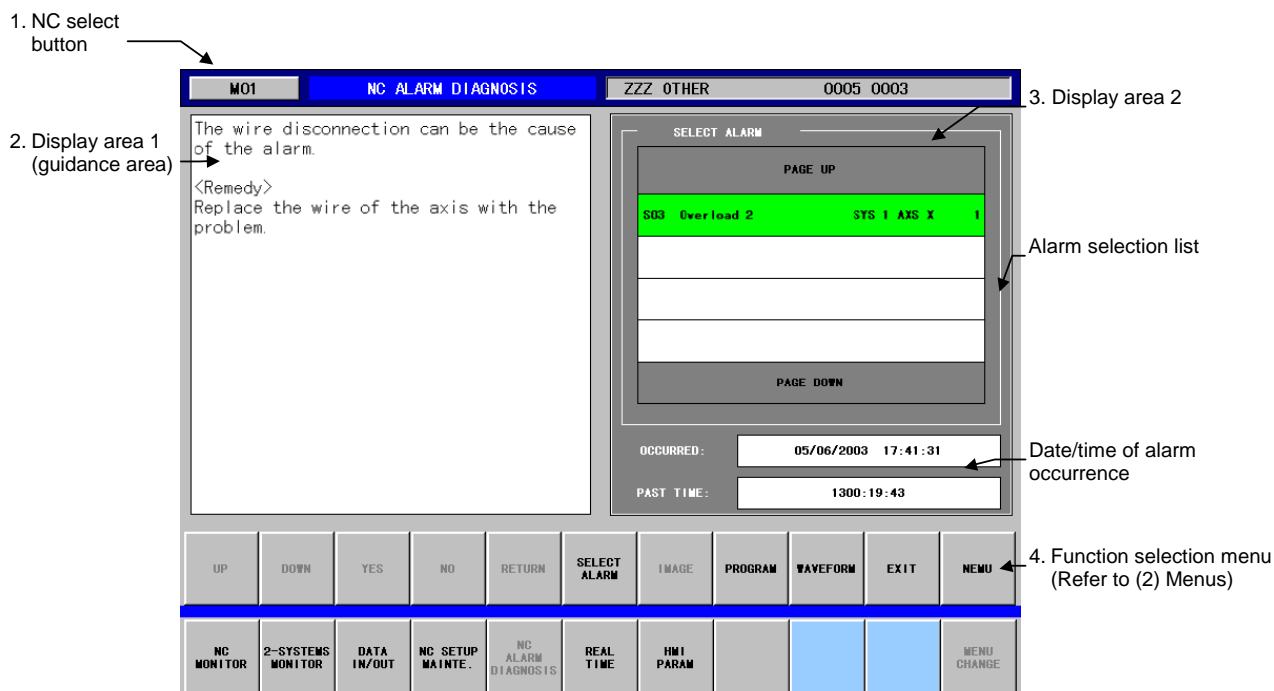 1. NC select
button
M01
NC ALARM DIAGNOSIS
ZZZ OTHER 0005 0003
3. Display area 2
2. Display area 1
(guidance area)
The wire disconnection can be the cause
of the alarm.
<Remedy>
Replace the wire of the axis with the
problem.
SELECT ALARM
PAGE UP
S03 Overload 2 SYS 1 AXS X 1
Alarm selection list
PAGE DOWN
OCCURRED: 05/06/2003 17:41:31
Date/time of alarm
occurrence
PAST TIME: 1300:19:43
UP
DOWN
YES
NO
RETURN
SELECT
ALARM
IMAGE
PROGRAM
WAVEFORM
EXIT
NEMU
4. Function selection menu
(Refer to (2) Menus)
NC
MONITOR
2-SYSTEMS
MONITOR
DATA
IN/OUT
NC SETUP
MAINTE.
NC
ALARM
DIAGNOSIS
REAL
TIME
HMI
PARAM
MENU
CHANGE